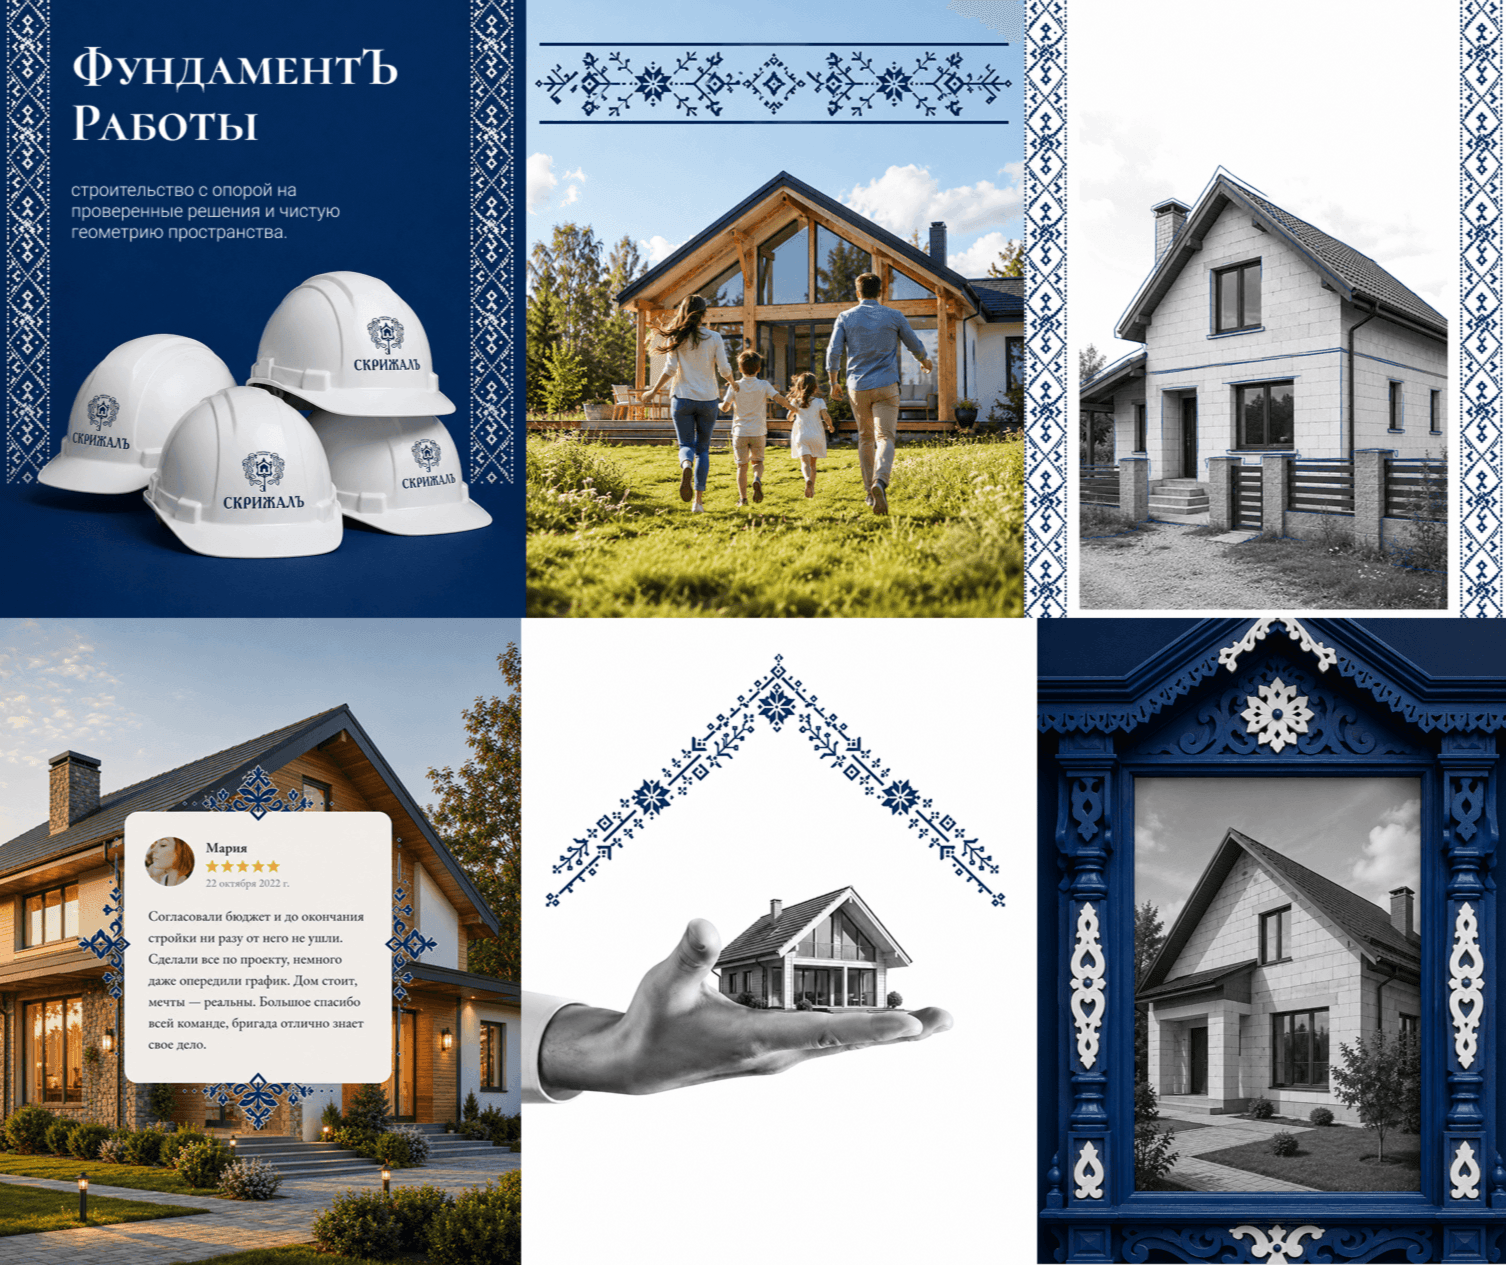 ФундаментЪ
Работы
строительство с опорой на
проверенные решения и чистую
геометрию пространства.
СКРИЖАЛЪ
СКРИЖАЛЪ
СКРИЖАЛЪ
СКРИЖАЛЪ
Мария
22 октября 2022 г.
Согласовали бюджет и до окончания
стройки ни разу от него не ушли.
Сделали все по проекту, немного
даже опередили график. Дом стоит,
мечты — реальны. Большое спасибо
всей команде, бригада отлично знает
свое дело.